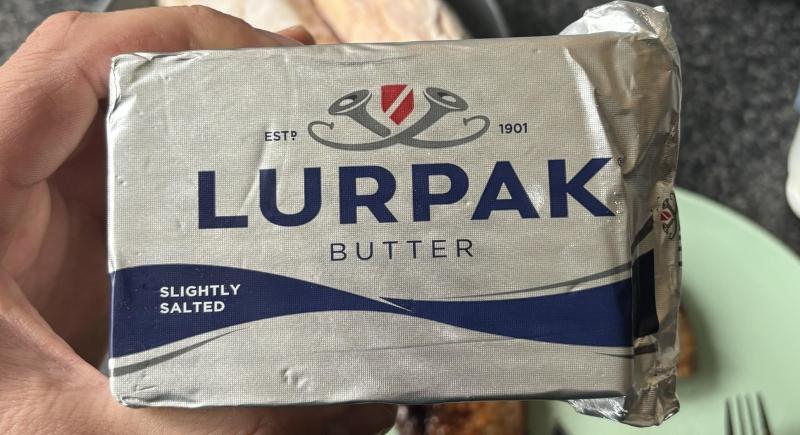 ESTᴰ 1901
LURPAK®
BUTTER
SLIGHTLY
SALTED